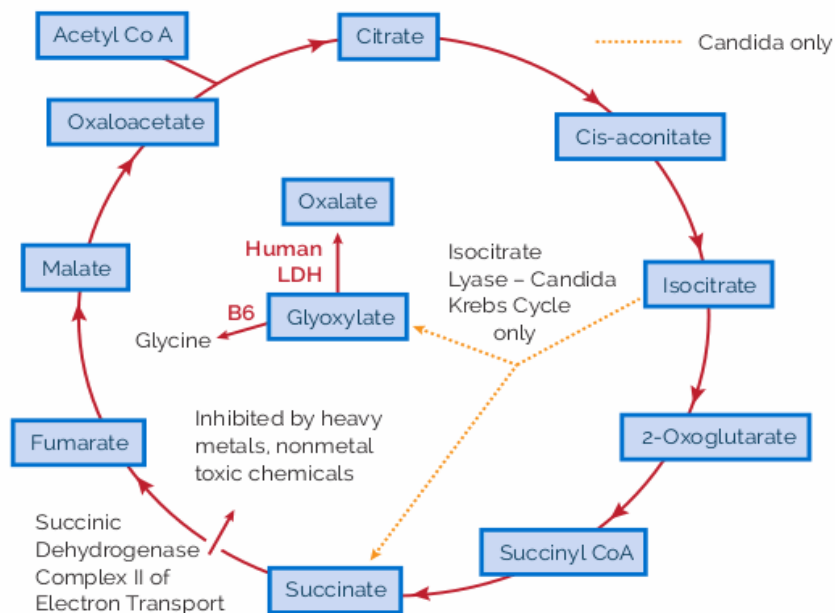 Acetyl Co A
Citrate
Candida only
Oxaloacetate
Cis-aconitate
Oxalate
Human
LDH
Isocitrate
Lyase – Candida
Krebs Cycle
only
Malate
Isocitrate
B6
Glyoxylate
Glycine
Inhibited by heavy
metals, nonmetal
toxic chemicals
Fumarate
2-Oxoglutarate
Succinic
Dehydrogenase
Complex II of
Electron Transport
Succinyl CoA
Succinate